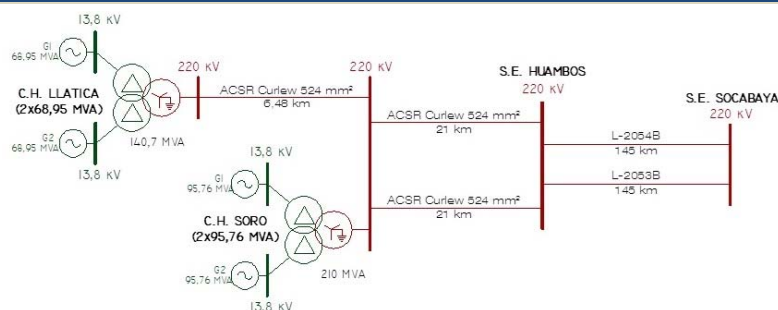 13,8 kV
G1
68,95 MVA
C.H. LLATICA
(2x68,95 MVA)
G2
68,95 MVA
13,8 kV
140,7 MVA
220 kV
ACSR Curlew 524 mm²
6,48 km
220 kV
13,8 kV
G1
95,76 MVA
C.H. SORO
(2x95,76 MVA)
G2
95,76 MVA
13,8 kV
210 MVA
ACSR Curlew 524 mm²
21 km
ACSR Curlew 524 mm²
21 km
S.E. HUAMBOS
220 kV
L-2054B
145 km
L-2053B
145 km
S.E. SOCABAYA
220 kV